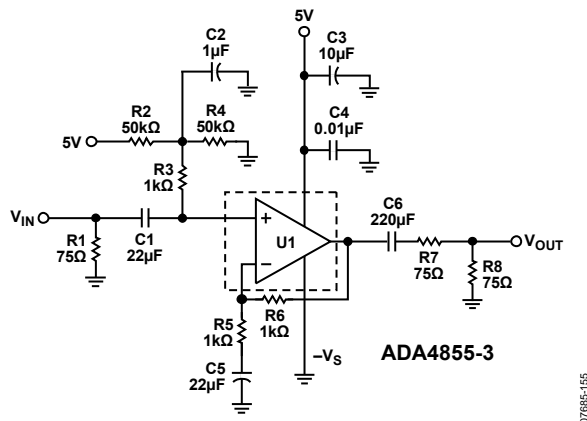 C2
1µF
5V
C3
10µF
R2
50kΩ
R4
50kΩ
C4
0.01µF
5V
R3
1kΩ
C6
220µF
VIN
+
U1
VOUT
R1
75Ω
C1
22µF
−
R7
75Ω
R8
75Ω
R5
1kΩ
R6
1kΩ
−VS
ADA4855-3
C5
22µF
07685-155